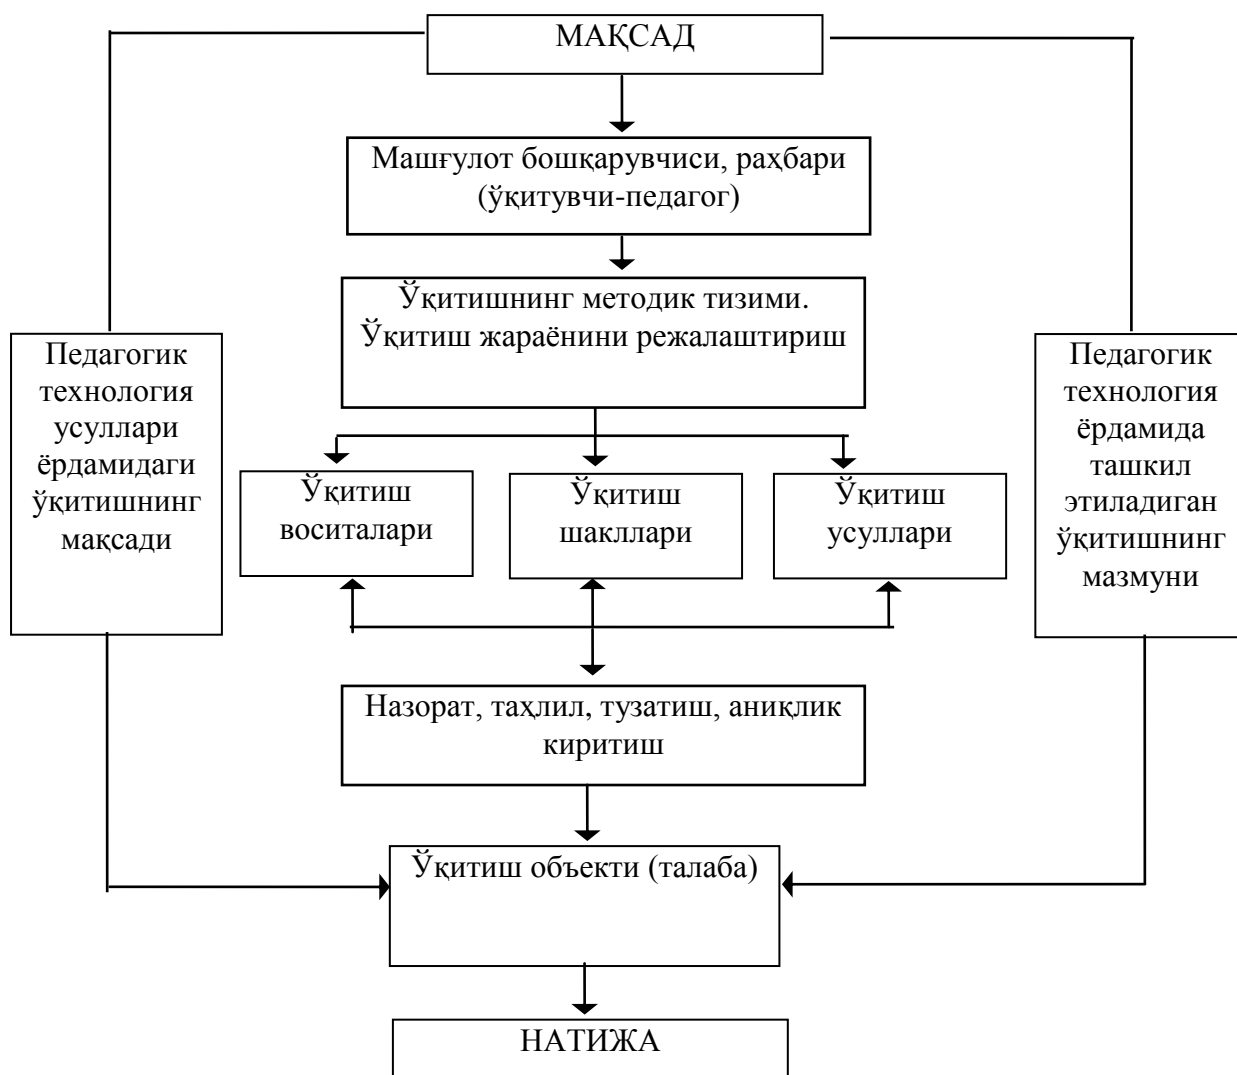 МАҚСАД
Машғулот бошқарувчиси, раҳбари
(ўқитувчи-педагог)
Ўқитишнинг методик тизими.
Ўқитиш жараёнини режалаштириш
Педагогик
технология
усуллари
ёрдамидаги
ўқитишнинг
мақсади
Педагогик
технология
ёрдамида
ташкил
этиладиган
ўқитишнинг
мазмуни
Ўқитиш
воситалари
Ўқитиш
шакллари
Ўқитиш
усуллари
Назорат, таҳлил, тузатиш, аниқлик
киритиш
Ўқитиш объекти (талаба)
НАТИЖА